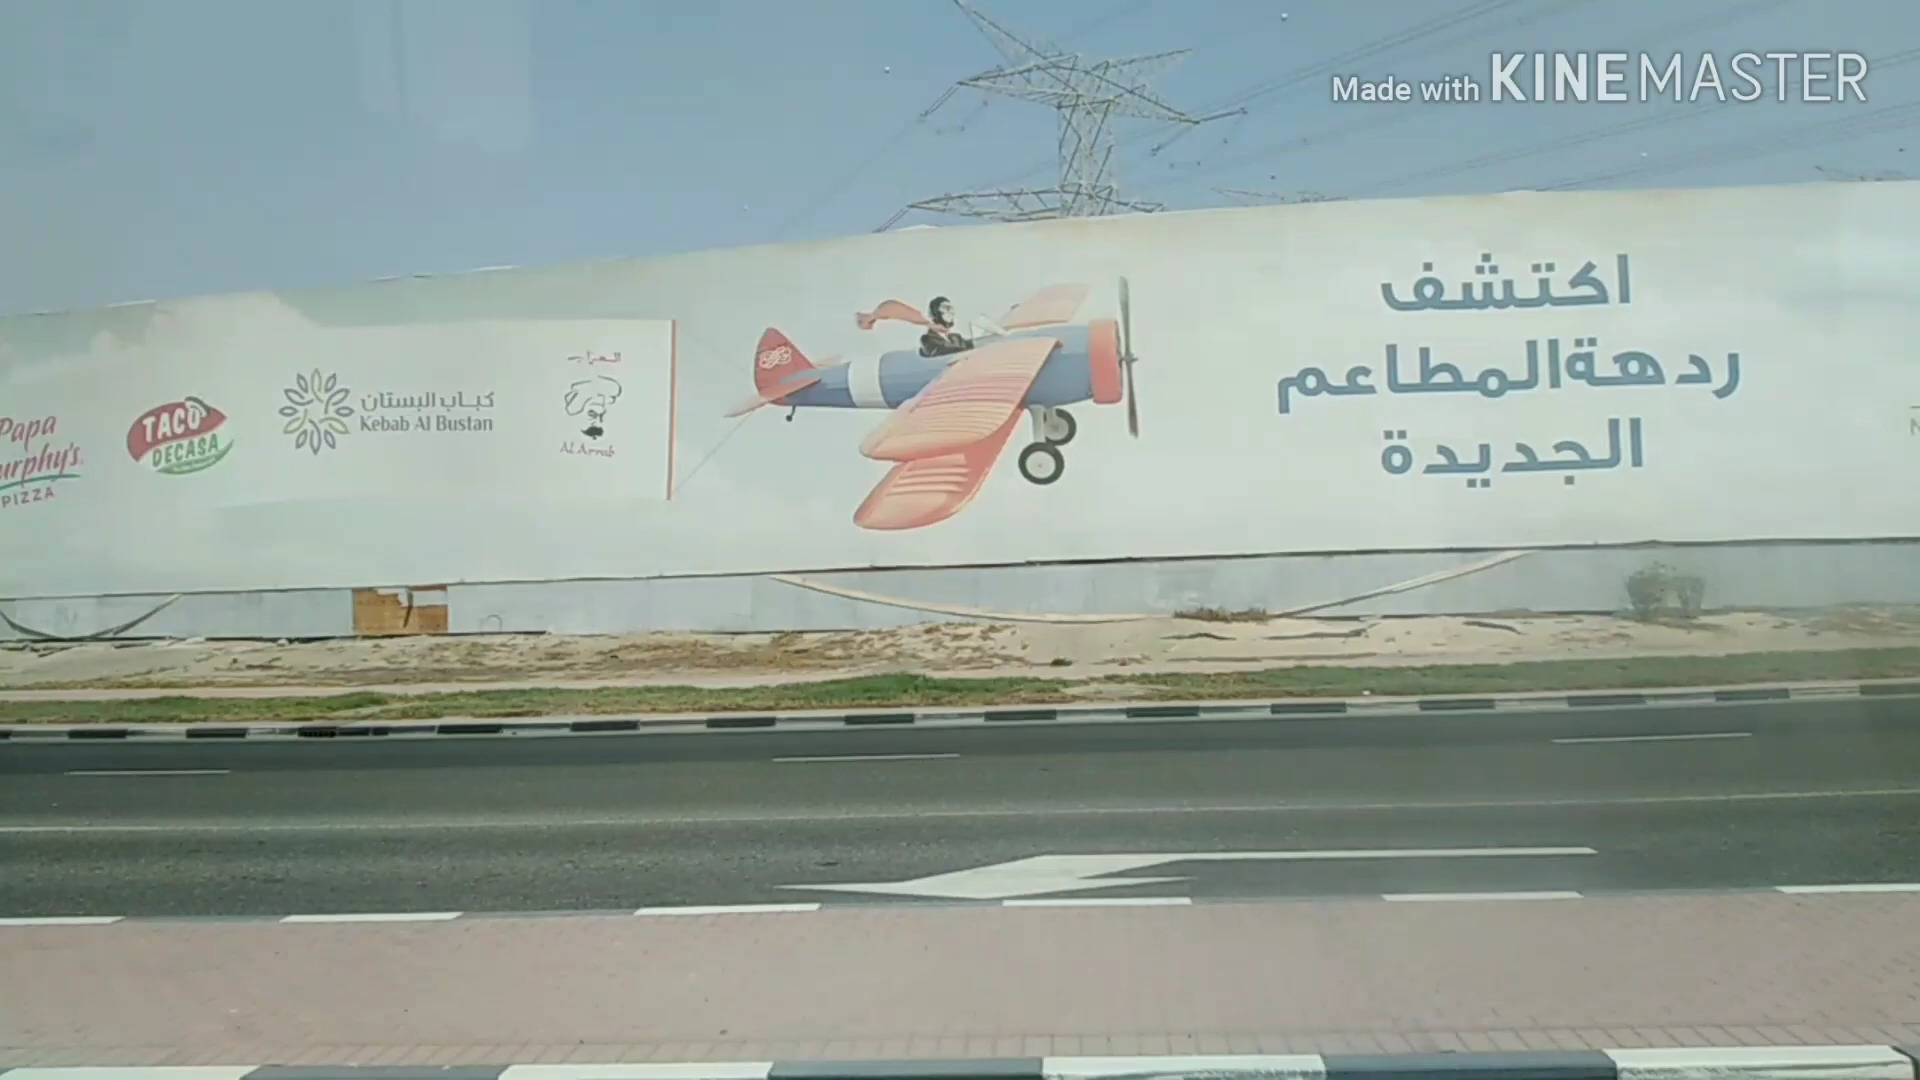 Made with KINEMASTER
اكتشف
ردهة المطاعم
الجديدة
العراب
Al Arrab
كباب البستان
Kebab Al Bustan
TACO
DECASA
Papa
urphy's
PIZZA